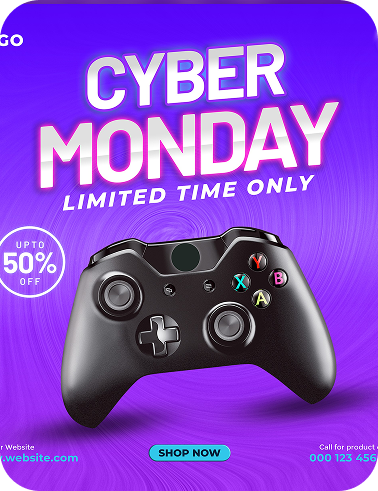 GO
CYBER
MONDAY
LIMITED TIME ONLY
UPTO
50%
OFF
Y
X
B
A
Website
.website.com
SHOP NOW
Call for product
000 123 456